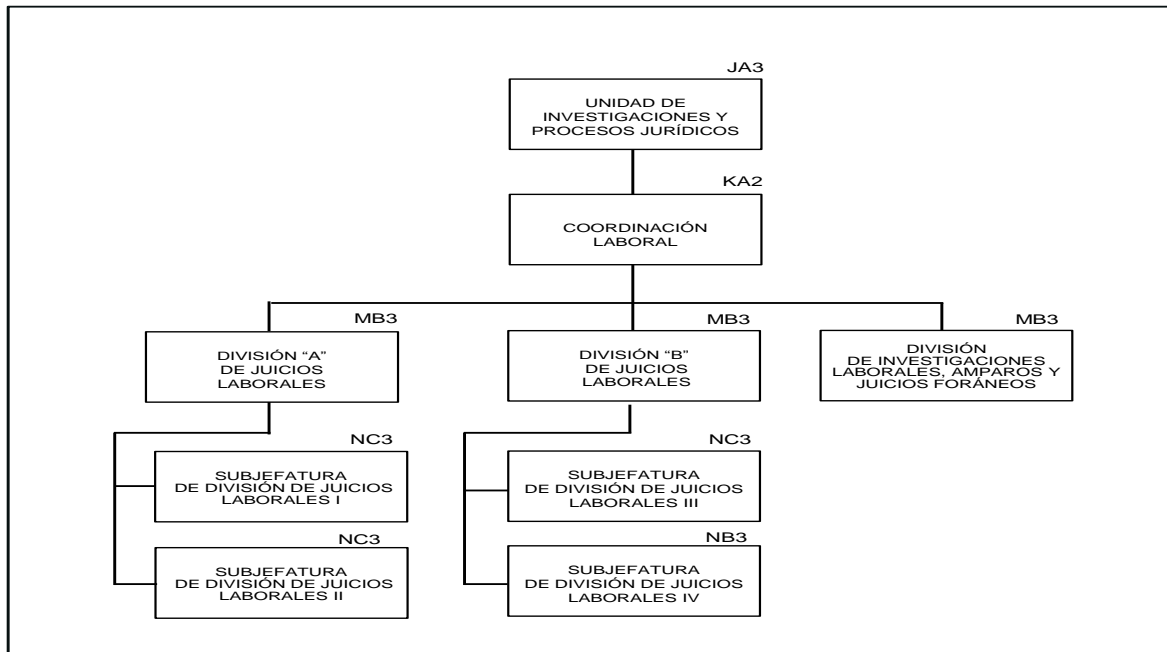 JA3
UNIDAD DE
INVESTIGACIONES Y
PROCESOS JURÍDICOS
KA2
COORDINACIÓN
LABORAL
MB3
DIVISIÓN “A”
DE JUICIOS
LABORALES
MB3
DIVISIÓN “B”
DE JUICIOS
LABORALES
MB3
DIVISIÓN
DE INVESTIGACIONES
LABORALES, AMPAROS Y
JUICIOS FORÁNEOS
NC3
SUBJEFATURA
DE DIVISIÓN DE JUICIOS
LABORALES I
NC3
SUBJEFATURA
DE DIVISIÓN DE JUICIOS
LABORALES II
NC3
SUBJEFATURA
DE DIVISIÓN DE JUICIOS
LABORALES III
NB3
SUBJEFATURA
DE DIVISIÓN DE JUICIOS
LABORALES IV